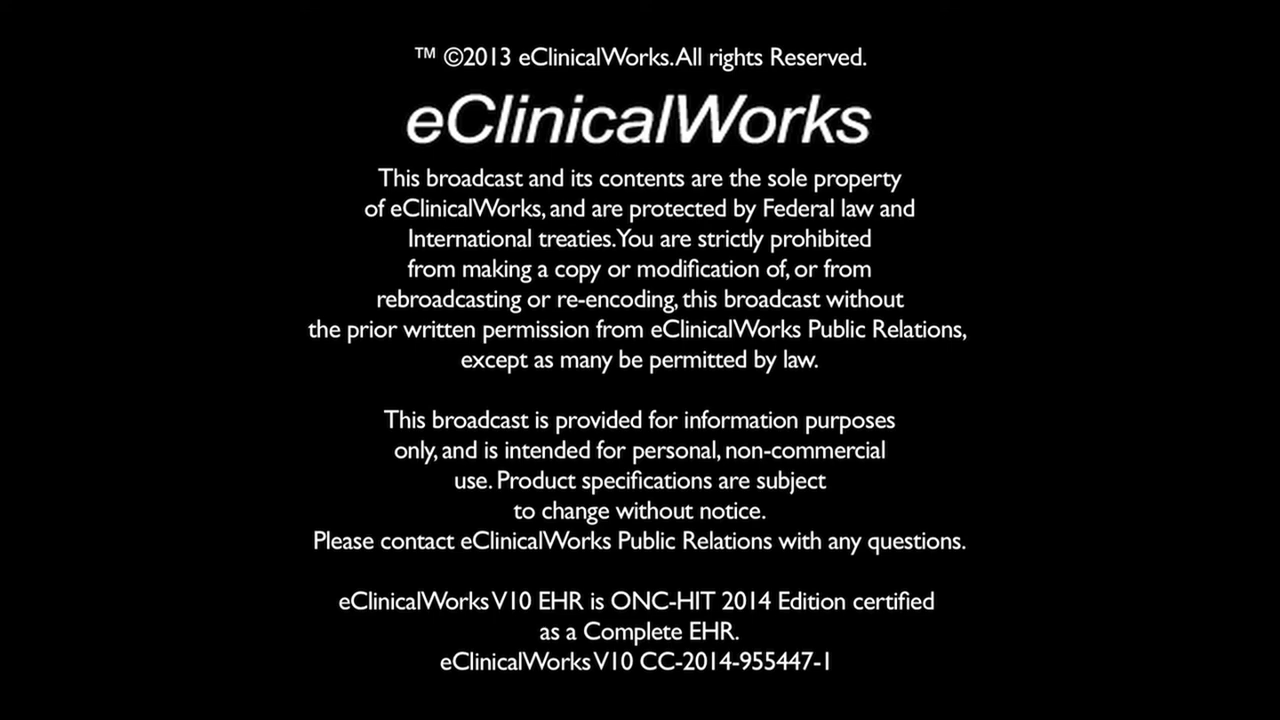 ™ ©2013 eClinicalWorks. All rights Reserved.
eClinicalWorks
This broadcast and its contents are the sole property
of eClinicalWorks, and are protected by Federal law and
International treaties. You are strictly prohibited
from making a copy or modification of, or from
rebroadcasting or re-encoding, this broadcast without
the prior written permission from eClinicalWorks Public Relations,
except as many be permitted by law.
This broadcast is provided for information purposes
only, and is intended for personal, non-commercial
use. Product specifications are subject
to change without notice.
Please contact eClinicalWorks Public Relations with any questions.
eClinicalWorks V10 EHR is ONC-HIT 2014 Edition certified
as a Complete EHR.
eClinicalWorks V10 CC-2014-955447-1